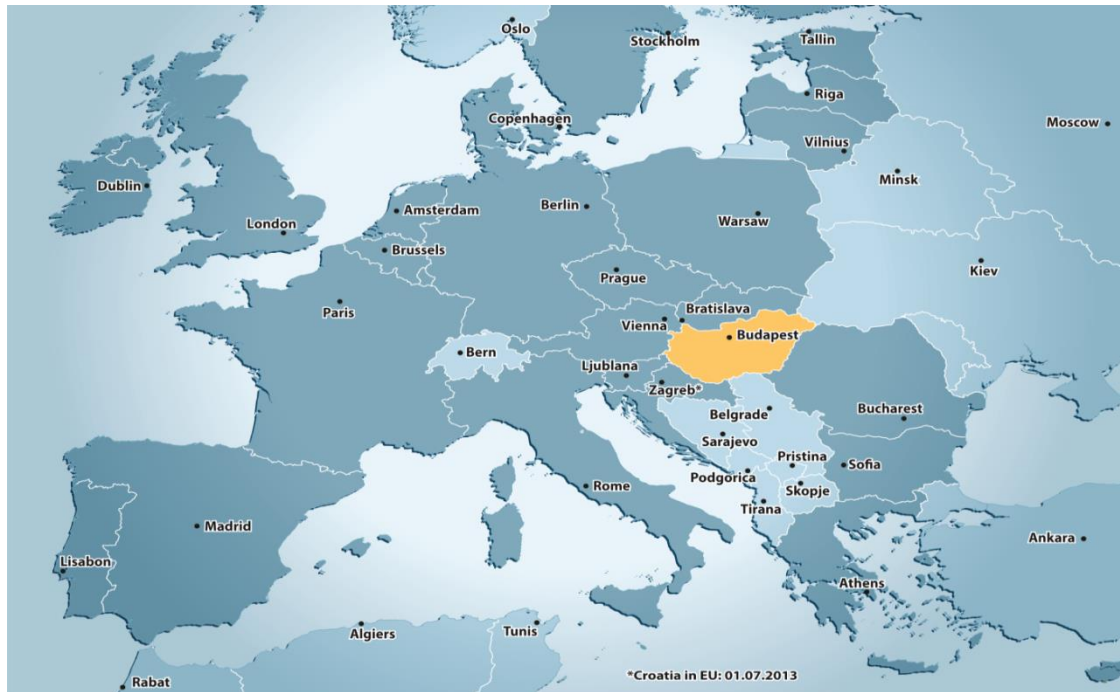 Oslo
Stockholm
Tallin
Riga
Copenhagen
Moscow
Vilnius
Minsk
Dublin
Amsterdam
Berlin
London
Warsaw
Brussels
Kiev
Prague
Paris
Bratislava
Vienna
Budapest
Bern
Ljublana
Zagreb*
Belgrade
Bucharest
Sarajevo
Pristina
Sofia
Podgorica
Rome
Skopje
Tirana
Madrid
Ankara
Lisabon
Athens
Algiers
Tunis
*Croatia in EU: 01.07.2013
Rabat